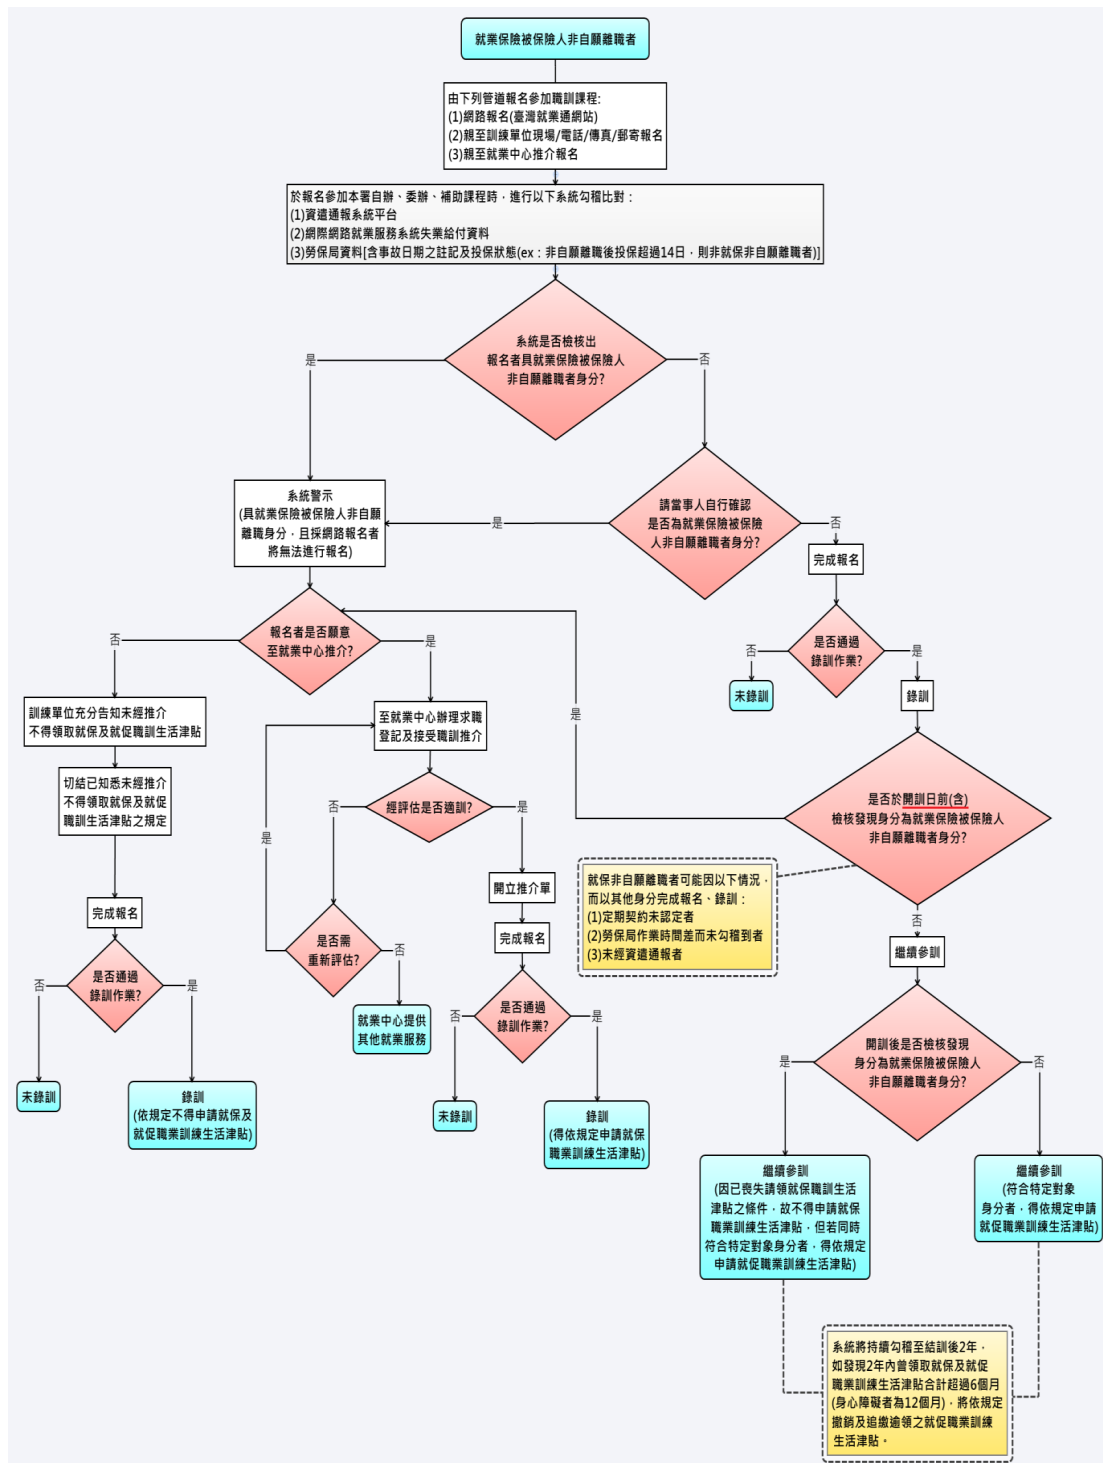 就業保險被保險人非自願離職者
由下列管道報名參加職訓課程:
(1)網路報名(臺灣就業通網站)
(2)親至訓練單位現場/電話/傳真/郵寄報名
(3)親至就業中心推介報名
於報名參加本署自辦、委辦、補助課程時，進行以下系統勾稽比對：
(1)資遣通報系統平台
(2)網際網路就業服務系統失業給付資料
(3)勞保局資料[含事故日期之註記及投保狀態(ex：非自願離職後投保超過14日，則非就保非自願離職者)]
系統是否檢核出
報名者具就業保險被保險人
非自願離職者身分?
是
否
系統警示
(具就業保險被保險人非自願
離職身分，且採網路報名者
將無法進行報名)
請當事人自行確認
是否為就業保險被保險
人非自願離職者身分?
是
否
完成報名
是否通過
錄訓作業?
否
是
未錄訓
錄訓
報名者是否願意
至就業中心推介?
否
是
訓練單位充分告知未經推介
不得領取就保及就促職訓生活津貼
切結已知悉未經推介
不得領取就保及就促
職訓生活津貼之規定
完成報名
是否通過
錄訓作業?
否
是
未錄訓
錄訓
(依規定不得申請就保及
就促職業訓練生活津貼)
至就業中心辦理求職
登記及接受職訓推介
經評估是否適訓?
否
是
是
是否需
重新評估?
否
就業中心提供
其他就業服務
開立推介單
完成報名
是否通過
錄訓作業?
否
是
未錄訓
錄訓
(得依規定申請就保
職業訓練生活津貼)
是否於開訓日前(含)
檢核發現身分為就業保險被保險人
非自願離職者身分?
是
否
就保非自願離職者可能因以下情況，
而以其他身分完成報名、錄訓：
(1)定期契約未認定者
(2)勞保局作業時間差而未勾稽到者
(3)未經資遣通報者
繼續參訓
開訓後是否檢核發現
身分為就業保險被保險人
非自願離職者身分?
是
否
繼續參訓
(因已喪失請領就保職訓生活
津貼之條件，故不得申請就保
職業訓練生活津貼，但若同時
符合特定對象身分者，得依規定
申請就促職業訓練生活津貼)
繼續參訓
(符合特定對象
身分者，得依規定申請
就促職業訓練生活津貼)
系統將持續勾稽至結訓後2年，
如發現2年內曾領取就保及就促
職業訓練生活津貼合計超過6個月
(身心障礙者為12個月)，將依規定
撤銷及追繳逾領之就促職業訓練
生活津貼。